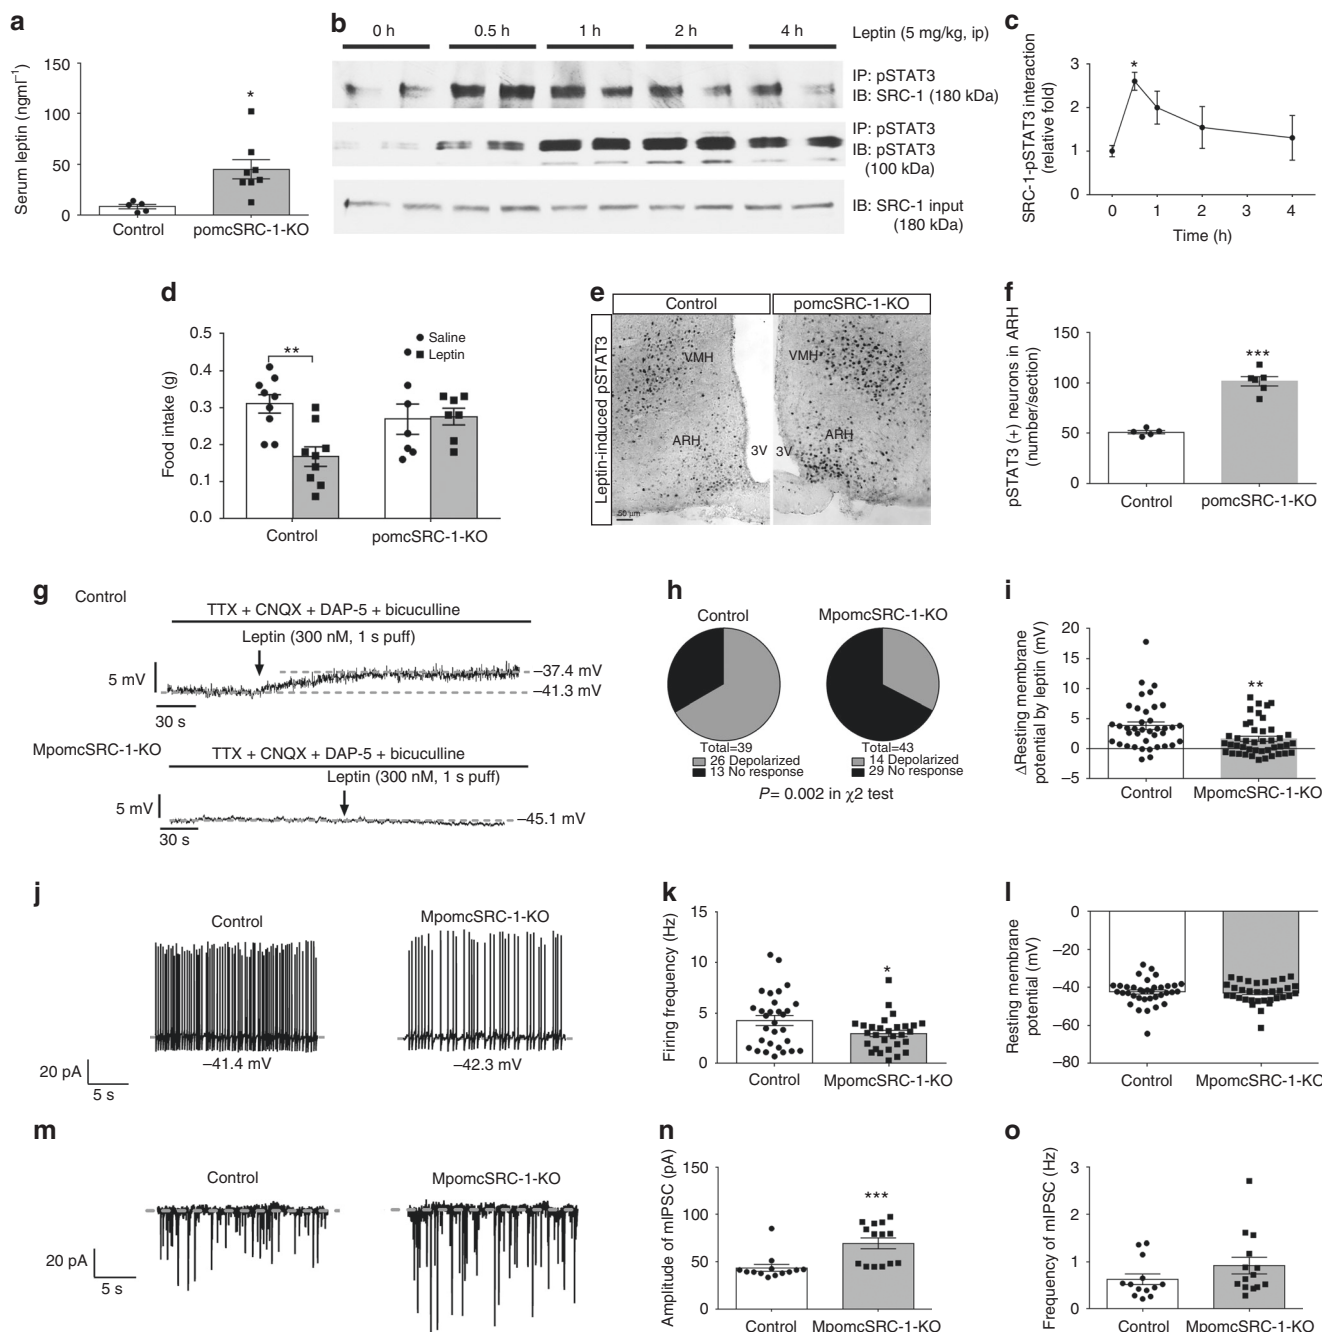 a
Serum leptin (ngml−1)
150
100
50
0
*
Control
pomcSRC-1-KO
b
0 h
0.5 h
1 h
2 h
4 h
Leptin (5 mg/kg, ip)
IP: pSTAT3
IB: SRC-1 (180 kDa)
IP: pSTAT3
IB: pSTAT3
(100 kDa)
IB: SRC-1 input
(180 kDa)
c
SRC-1-pSTAT3 interaction
(relative fold)
3
2
1
0
*
0 1 2 3 4
Time (h)
d
Food intake (g)
0.5
0.4
0.3
0.2
0.1
0.0
**
Saline
Leptin
Control
pomcSRC-1-KO
e
Control
pomcSRC-1-KO
Leptin-induced pSTAT3
VMH
VMH
ARH
ARH
3V
3V
50 µm
f
pSTAT3 (+) neurons in ARH
(number/section)
150
100
50
0
***
Control
pomcSRC-1-KO
g
Control
TTX + CNQX + DAP-5 + bicuculline
Leptin (300 nM, 1 s puff)
5 mV
−37.4 mV
−41.3 mV
30 s
MpomcSRC-1-KO
TTX + CNQX + DAP-5 + bicuculline
Leptin (300 nM, 1 s puff)
5 mV
−45.1 mV
30 s
h
Control
MpomcSRC-1-KO
Total=39
26 Depolarized
13 No response
Total=43
14 Depolarized
29 No response
P= 0.002 in χ2 test
i
ΔResting membrane
potential by leptin (mV)
20
15
10
5
0
−5
**
Control
MpomcSRC-1-KO
j
Control
MpomcSRC-1-KO
−41.4 mV
−42.3 mV
20 pA
5 s
k
Firing frequency (Hz)
15
10
5
0
*
Control
MpomcSRC-1-KO
l
Resting membrane
potential (mV)
0
−20
−40
−60
−80
Control
MpomcSRC-1-KO
m
Control
MpomcSRC-1-KO
20 pA
5 s
n
Amplitude of mIPSC (pA)
150
100
50
0
***
Control
MpomcSRC-1-KO
o
Frequency of mIPSC (Hz)
3
2
1
0
Control
MpomcSRC-1-KO